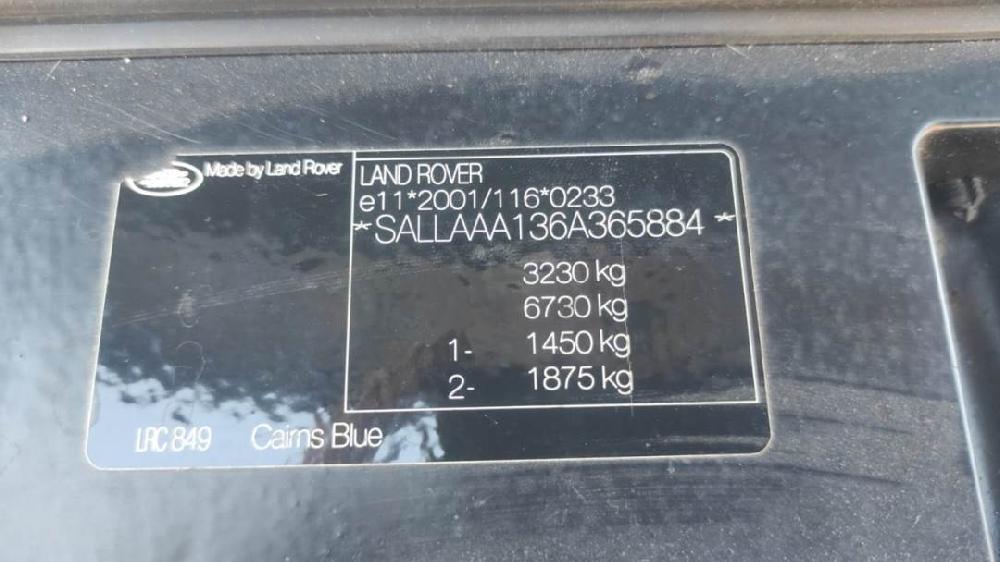 Made by Land Rover
LAND ROVER
e11*2001/116*0233
*SALLAAA136A365884*
3230 kg
6730 kg
1- 1450 kg
2- 1875 kg
LRC 849 Cairns Blue